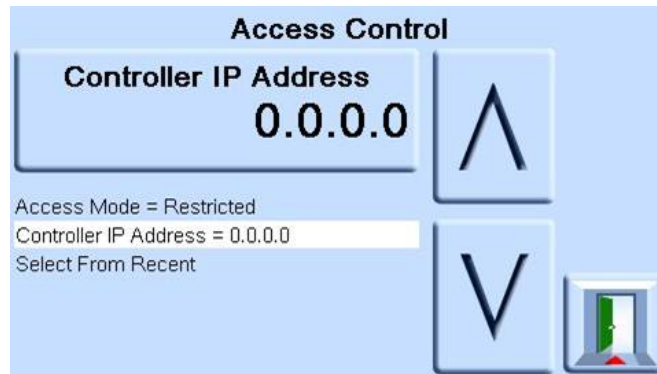 Access Control
Controller IP Address
0.0.0.0
Access Mode = Restricted
Controller IP Address = 0.0.0.0
Select From Recent